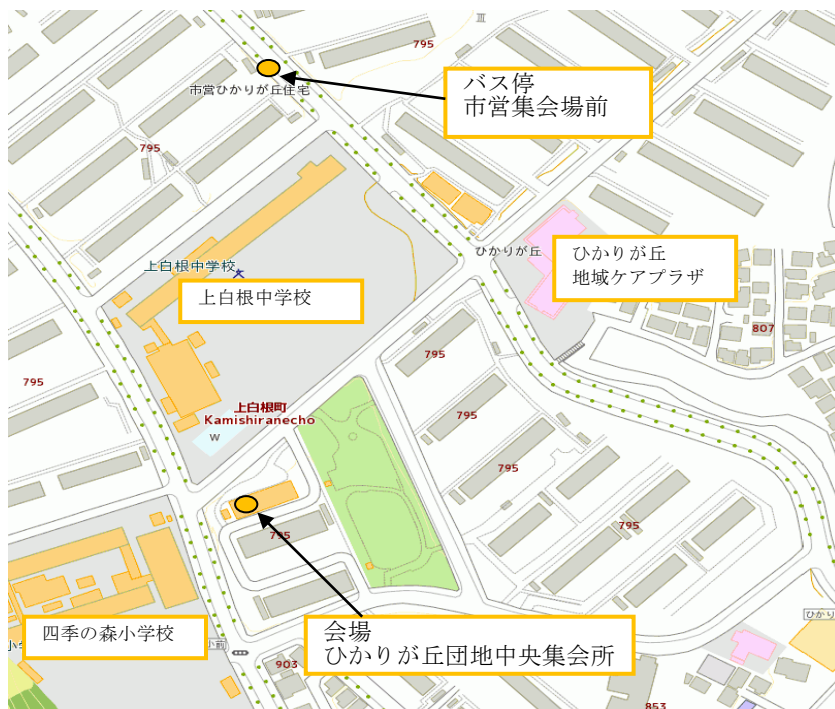 795
バス停
市営集会場前
市営ひかりが丘住宅
795
ひかりが丘
ひかりが丘
地域ケアプラザ
上白根中学校
上白根中学校
807
795
795
795
上白根町
Kamishiranecho
W
795
795
795
四季の森小学校
会場
ひかりが丘団地中央集会所
小前
ひかり
903
853